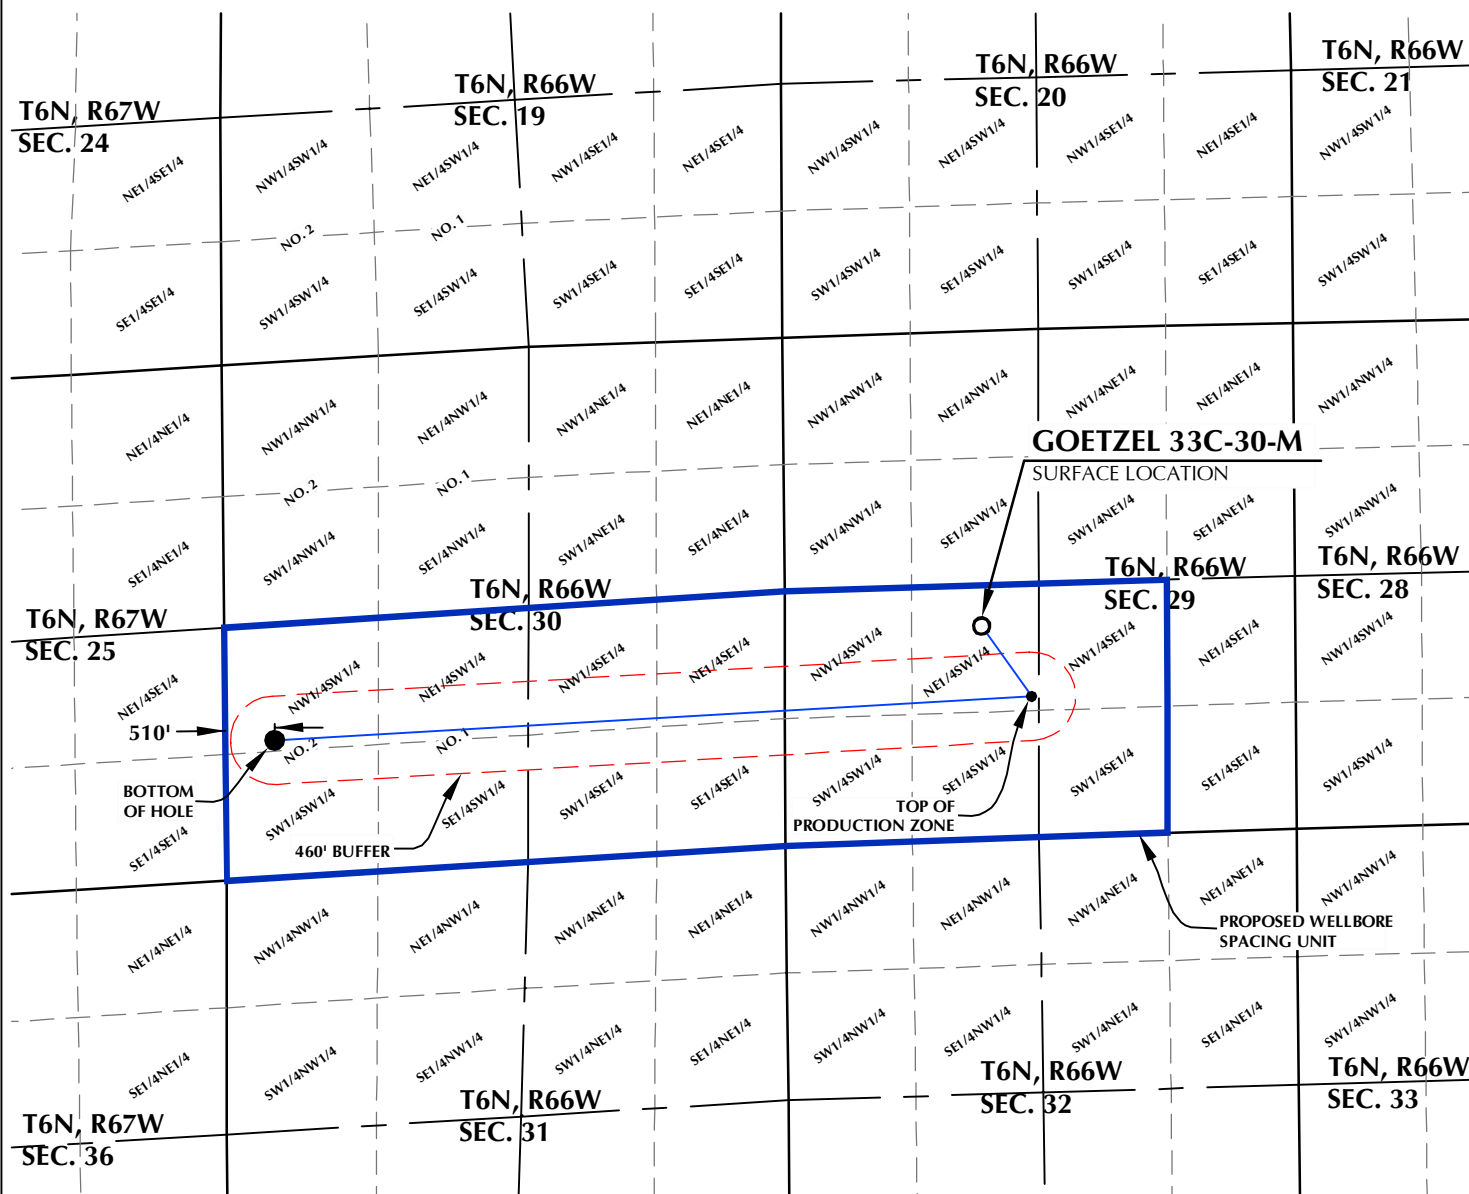 T6N, R67W
SEC. 24
T6N, R66W
SEC. 19
T6N, R66W
SEC. 20
T6N, R66W
SEC. 21
NE1/4SE1/4
NW1/4SW1/4
NE1/4SW1/4
NW1/4SE1/4
NE1/4SE1/4
NW1/4SW1/4
NE1/4SW1/4
NW1/4SE1/4
NE1/4SE1/4
NW1/4SW1/4
NO. 2
NO. 1
SE1/4SE1/4
SW1/4SW1/4
SE1/4SW1/4
SW1/4SE1/4
SE1/4SE1/4
SW1/4SW1/4
SE1/4SW1/4
SW1/4SE1/4
SE1/4SE1/4
SW1/4SW1/4
NE1/4NE1/4
NW1/4NW1/4
NE1/4NW1/4
NW1/4NE1/4
NE1/4NE1/4
NW1/4NW1/4
NE1/4NW1/4
NW1/4NE1/4
NE1/4NE1/4
NW1/4NW1/4
GOETZEL 33C-30-M
SURFACE LOCATION
NO. 2
NO. 1
SE1/4NE1/4
SW1/4NW1/4
SE1/4NW1/4
SW1/4NE1/4
SE1/4NE1/4
SW1/4NW1/4
SE1/4NW1/4
SW1/4NE1/4
SE1/4NE1/4
SW1/4NW1/4
T6N, R67W
SEC. 25
T6N, R66W
SEC. 30
T6N, R66W
SEC. 29
T6N, R66W
SEC. 28
NE1/4SE1/4
NW1/4SW1/4
NE1/4SW1/4
NW1/4SE1/4
NE1/4SE1/4
NW1/4SW1/4
NE1/4SW1/4
NW1/4SE1/4
NE1/4SE1/4
NW1/4SW1/4
510'
NO. 2
NO. 1
BOTTOM
OF HOLE
SE1/4SE1/4
SW1/4SW1/4
SE1/4SW1/4
SW1/4SE1/4
SE1/4SE1/4
SW1/4SW1/4
SE1/4SW1/4
SW1/4SE1/4
SE1/4SE1/4
SW1/4SW1/4
460' BUFFER
TOP OF
PRODUCTION ZONE
NE1/4NE1/4
NW1/4NW1/4
NE1/4NW1/4
NW1/4NE1/4
NE1/4NE1/4
NW1/4NW1/4
NE1/4NW1/4
NW1/4NE1/4
NE1/4NE1/4
NW1/4NW1/4
PROPOSED WELLBORE
SPACING UNIT
SE1/4NE1/4
SW1/4NW1/4
SE1/4NW1/4
SW1/4NE1/4
SE1/4NE1/4
SW1/4NW1/4
SE1/4NW1/4
SW1/4NE1/4
SE1/4NE1/4
SW1/4NW1/4
T6N, R67W
SEC. 36
T6N, R66W
SEC. 31
T6N, R66W
SEC. 32
T6N, R66W
SEC. 33